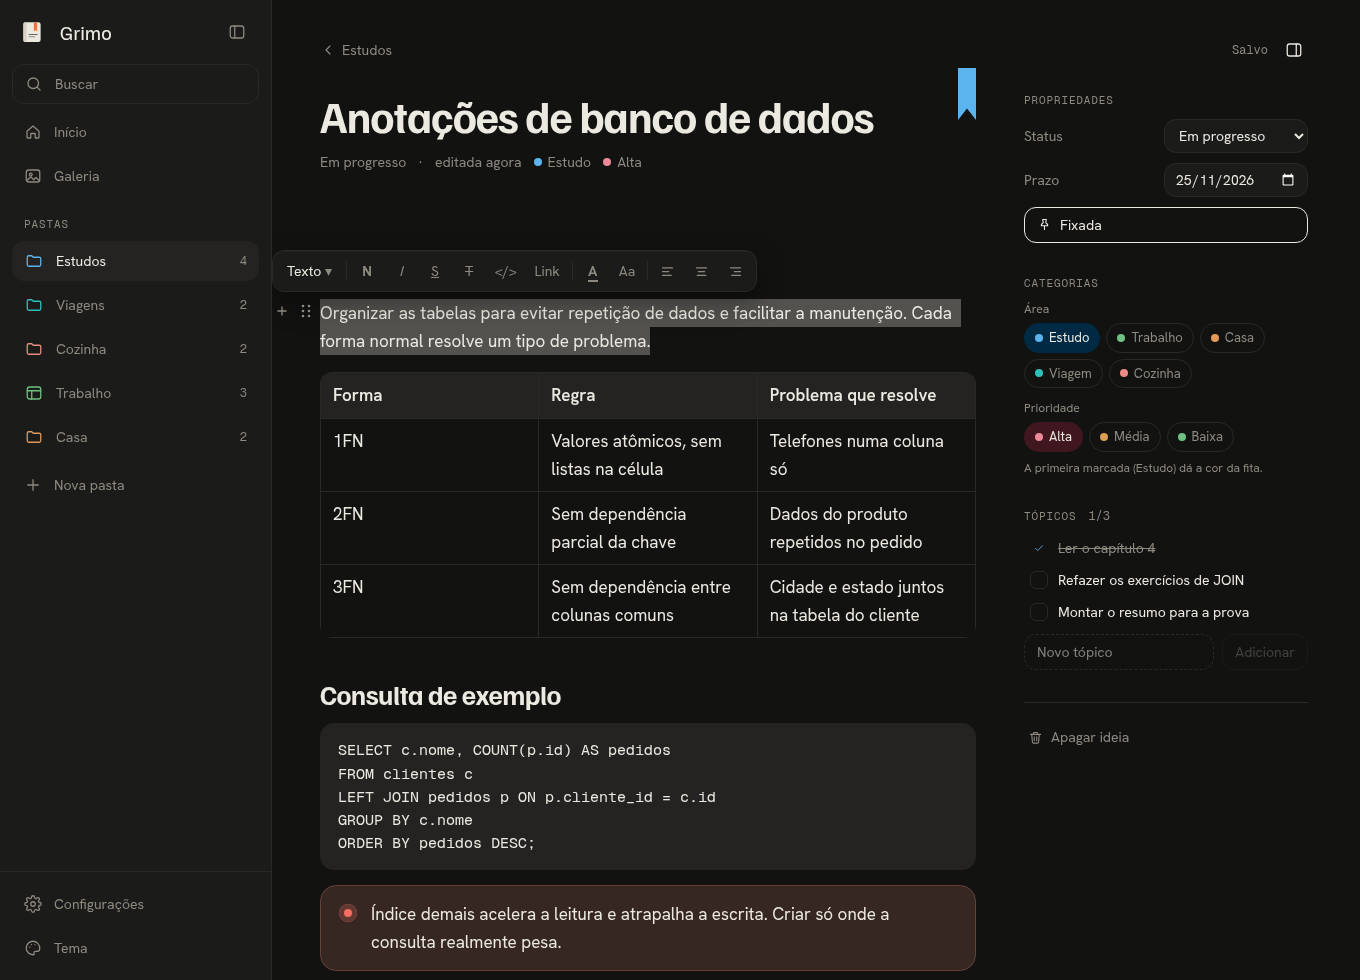 Grimo
Buscar
Início
Galeria
PASTAS
Estudos 4
Viagens 2
Cozinha 2
Trabalho 3
Casa 2
Nova pasta
Configurações
Tema
Estudos
Anotações de banco de dados
Em progresso · editada agora Estudo Alta
Texto ▾ N I S T </> Link A Aa
Organizar as tabelas para evitar repetição de dados e facilitar a manutenção. Cada
forma normal resolve um tipo de problema.
Forma Regra Problema que resolve
1FN Valores atômicos, sem Telefones numa coluna
listas na célula só
2FN Sem dependência Dados do produto
parcial da chave repetidos no pedido
3FN Sem dependência entre Cidade e estado juntos
colunas comuns na tabela do cliente
Consulta de exemplo
SELECT c.nome, COUNT(p.id) AS pedidos
FROM clientes c
LEFT JOIN pedidos p ON p.cliente_id = c.id
GROUP BY c.nome
ORDER BY pedidos DESC;
Índice demais acelera a leitura e atrapalha a escrita. Criar só onde a
consulta realmente pesa.
Salvo
PROPRIEDADES
Status Em progresso
Prazo 25/11/2026
Fixada
CATEGORIAS
Área
Estudo Trabalho Casa
Viagem Cozinha
Prioridade
Alta Média Baixa
A primeira marcada (Estudo) dá a cor da fita.
TÓPICOS 1/3
Ler o capítulo 4
Refazer os exercícios de JOIN
Montar o resumo para a prova
Novo tópico Adicionar
Apagar ideia